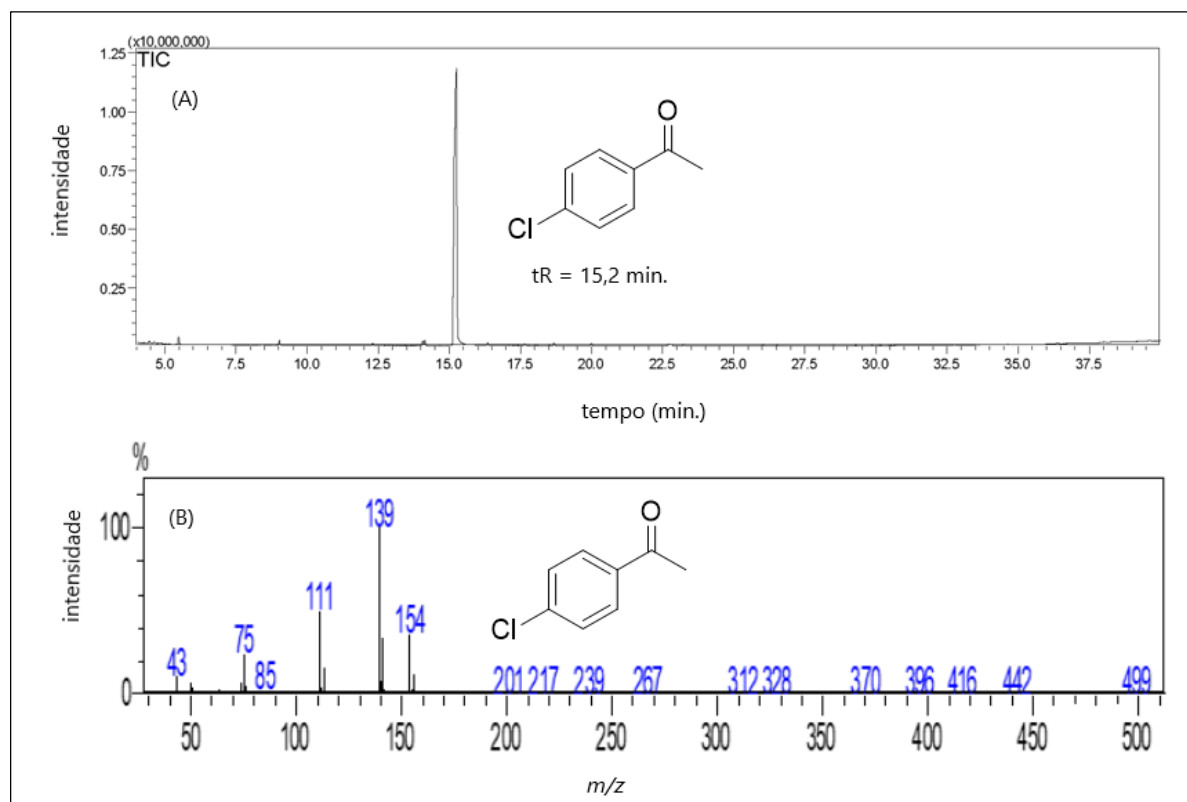 (x10,000,000)
1.25
TIC
(A)
1.00
0.75
0.50
0.25
intensidade
O
Cl
tR = 15,2 min.
5.0 7.5 10.0 12.5 15.0 17.5 20.0 22.5 25.0 27.5 30.0 32.5 35.0 37.5
tempo (min.)
%
100
0
intensidade
(B)
O
Cl
43 75 85 111 139 154 201 217 239 267 312 328 370 396 416 442 499
50 100 150 200 250 300 350 400 450 500
m/z